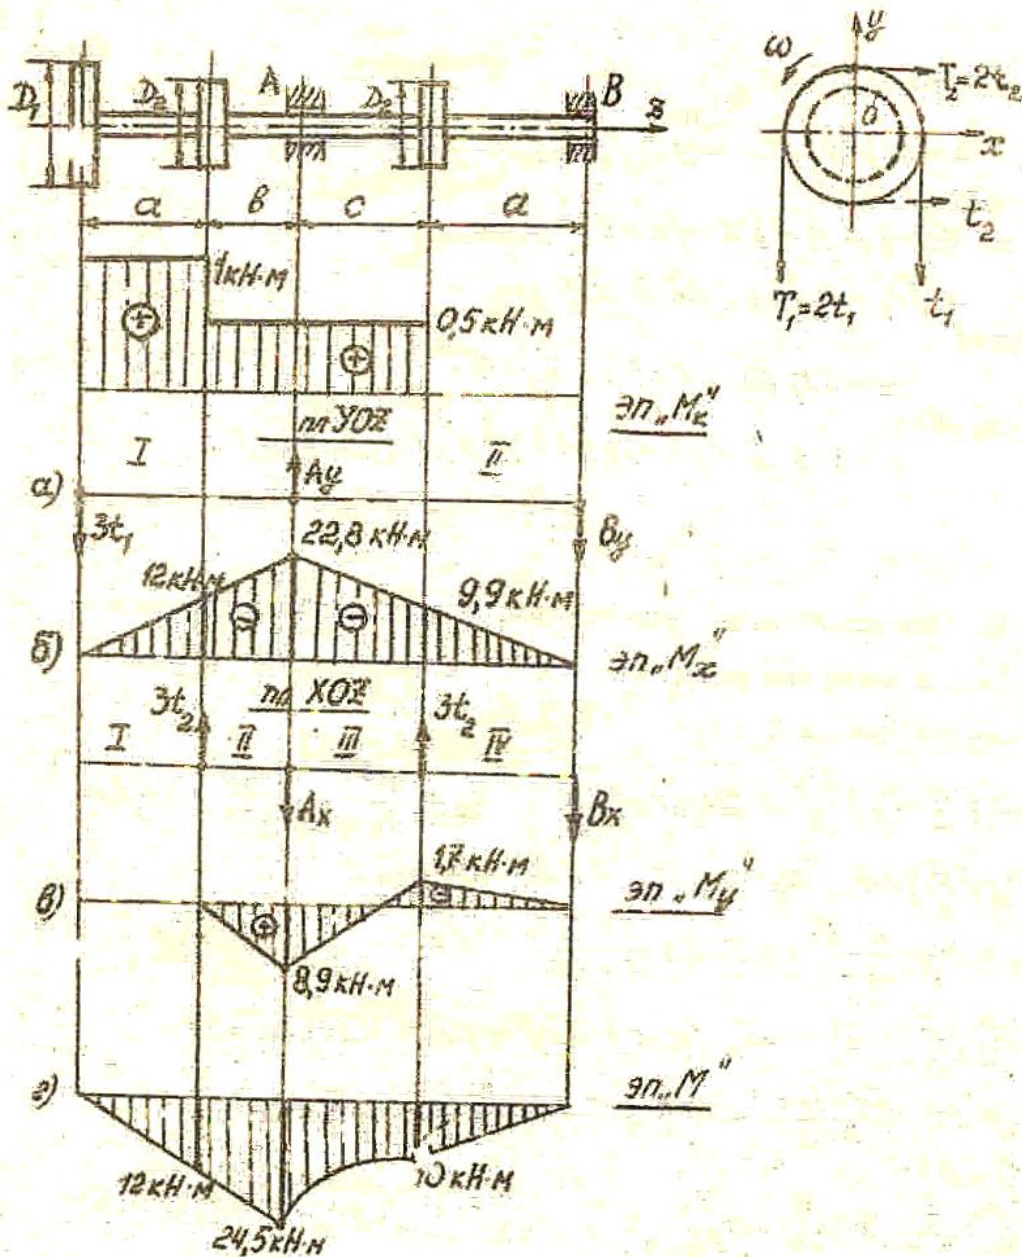 D₁
D₂
A
D₂
B
z
a
в
c
a
ω
y
T₂=2t₂
0
x
t₂
T₁=2t₁
t₁
1кН·м
0,5кН·м
эп„Mк"
пл YOZ
I
II
Ay
а)
3t₁
22,8 кН·м
By
12кН·м
9,9кН·м
б)
эп„Mx"
пл XOZ
3t₂
3t₂
I
II
III
IV
Ax
Bx
1,7 кН·м
в)
эп„My"
8,9кН·м
г)
эп„M"
12кН·м
10кН·м
24,5кН·м